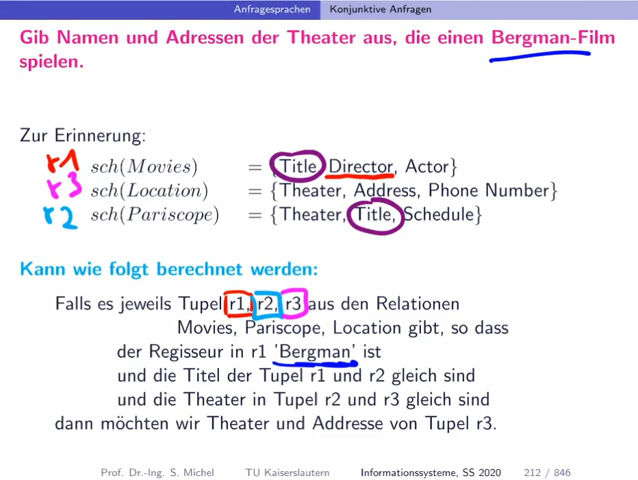 Anfragesprachen Konjunktive Anfragen
Gib Namen und Adressen der Theater aus, die einen Bergman-Film
spielen.
Zur Erinnerung:
r1 sch(Movies) = {Title, Director, Actor}
r3 sch(Location) = {Theater, Address, Phone Number}
r2 sch(Pariscope) = {Theater, Title, Schedule}
Kann wie folgt berechnet werden:
Falls es jeweils Tupel r1, r2, r3 aus den Relationen
Movies, Pariscope, Location gibt, so dass
der Regisseur in r1 'Bergman' ist
und die Titel der Tupel r1 und r2 gleich sind
und die Theater in Tupel r2 und r3 gleich sind
dann möchten wir Theater und Addresse von Tupel r3.
Prof. Dr.-Ing. S. Michel TU Kaiserslautern Informationssysteme, SS 2020 212 / 846